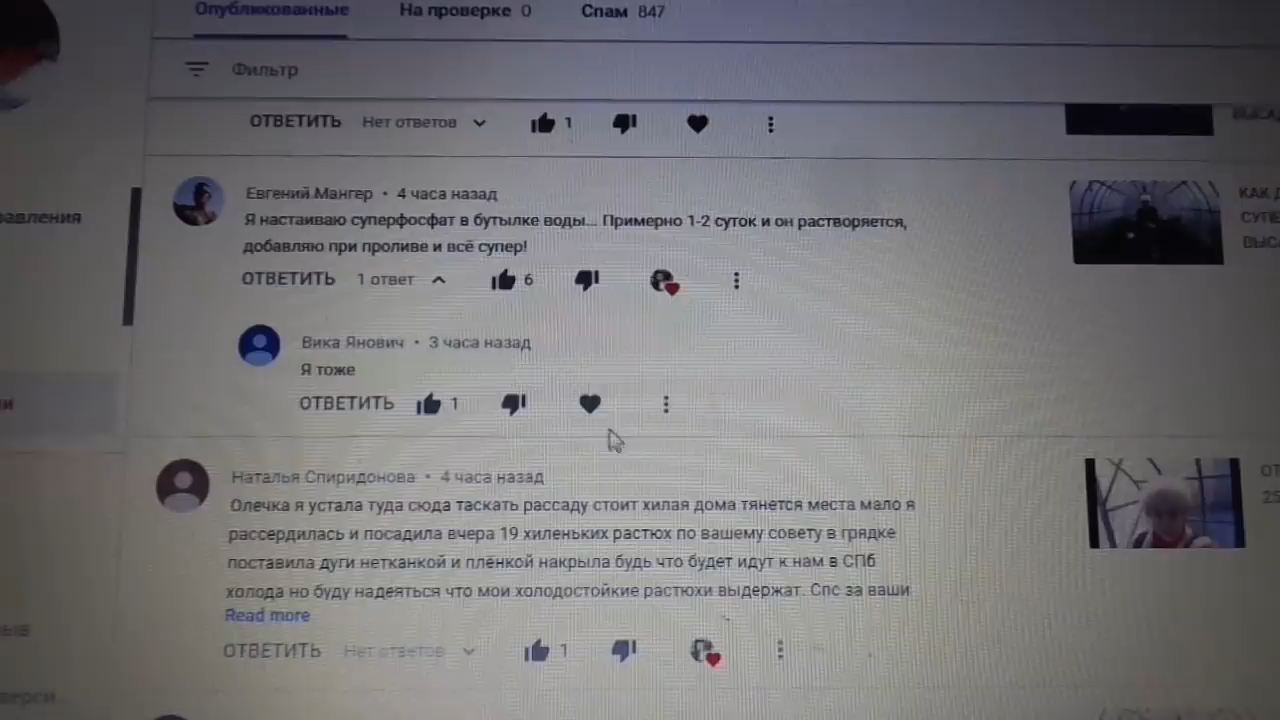 Опубликованные На проверке 0 Спам 847
Фильтр
ОТВЕТИТЬ Нет ответов 1
Евгений Мангер • 4 часа назад
Я настаиваю суперфосфат в бутылке воды... Примерно 1-2 суток и он растворяется,
добавляю при проливе и всё супер!
ОТВЕТИТЬ 1 ответ 6
КАК
Вика Янович • 3 часа назад
Я тоже
ОТВЕТИТЬ 1
Наталья Спиридонова • 4 часа назад
Олечка я устала туда сюда таскать рассаду стоит хилая дома тянется места мало я
рассердилась и посадила вчера 19 хиленьких растюх по вашему совету в грядке
поставила дуги нетканкой и плёнкой накрыла будь что будет идут к нам в СПб
холода но буду надеяться что мои холодостойкие растюхи выдержат. Спс за ваши
Read more
ОТВЕТИТЬ Нет ответов 1